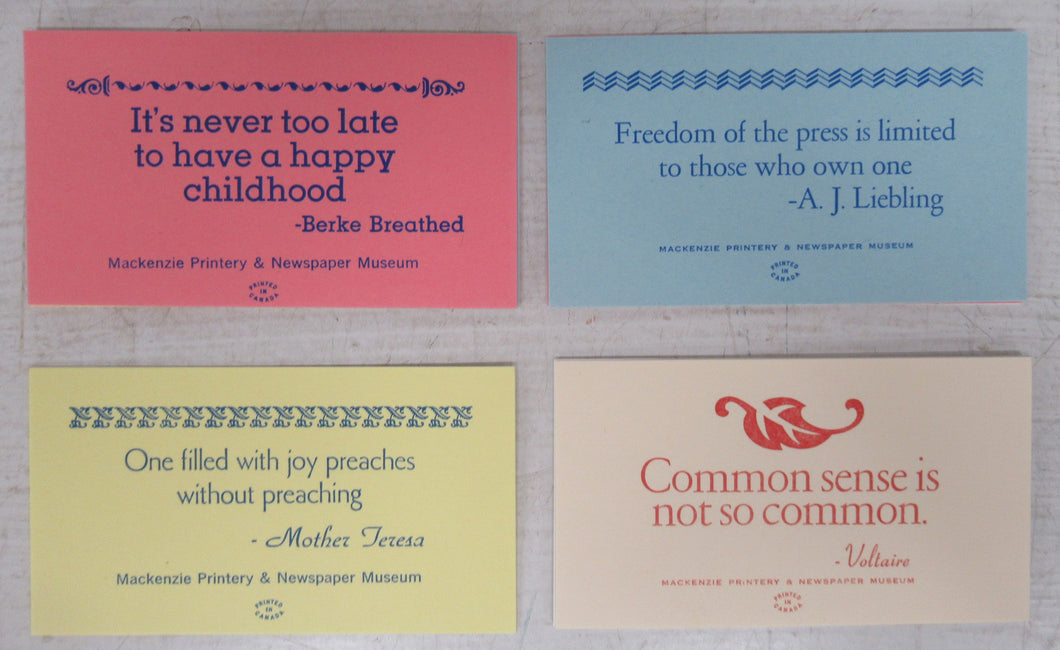 It's never too late
to have a happy
childhood
-Berke Breathed
Mackenzie Printery & Newspaper Museum
PRINTED
IN
CANADA
Freedom of the press is limited
to those who own one
-A. J. Liebling
MACKENZIE PRINTERY & NEWSPAPER MUSEUM
PRINTED
IN
CANADA
One filled with joy preaches
without preaching
- Mother Teresa
Mackenzie Printery & Newspaper Museum
PRINTED
IN
CANADA
Common sense is
not so common.
- Voltaire
MACKENZIE PRINTERY & NEWSPAPER MUSEUM
PRINTED
IN
CANADA